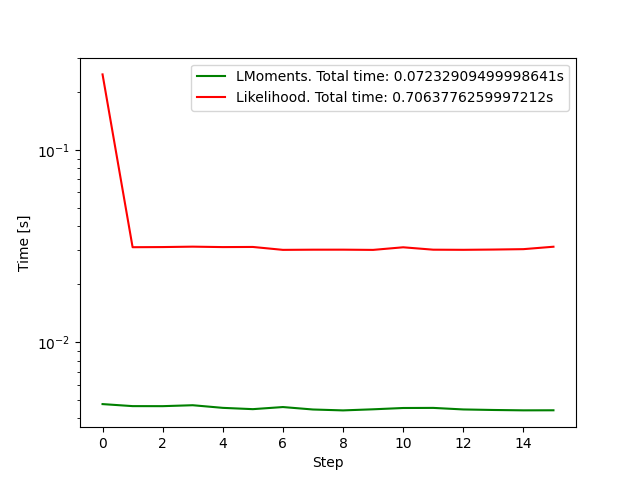 LMoments. Total time: 0.07232909499998641s
Likelihood. Total time: 0.7063776259997212s
10⁻¹
10⁻²
Time [s]
0 2 4 6 8 10 12 14
Step